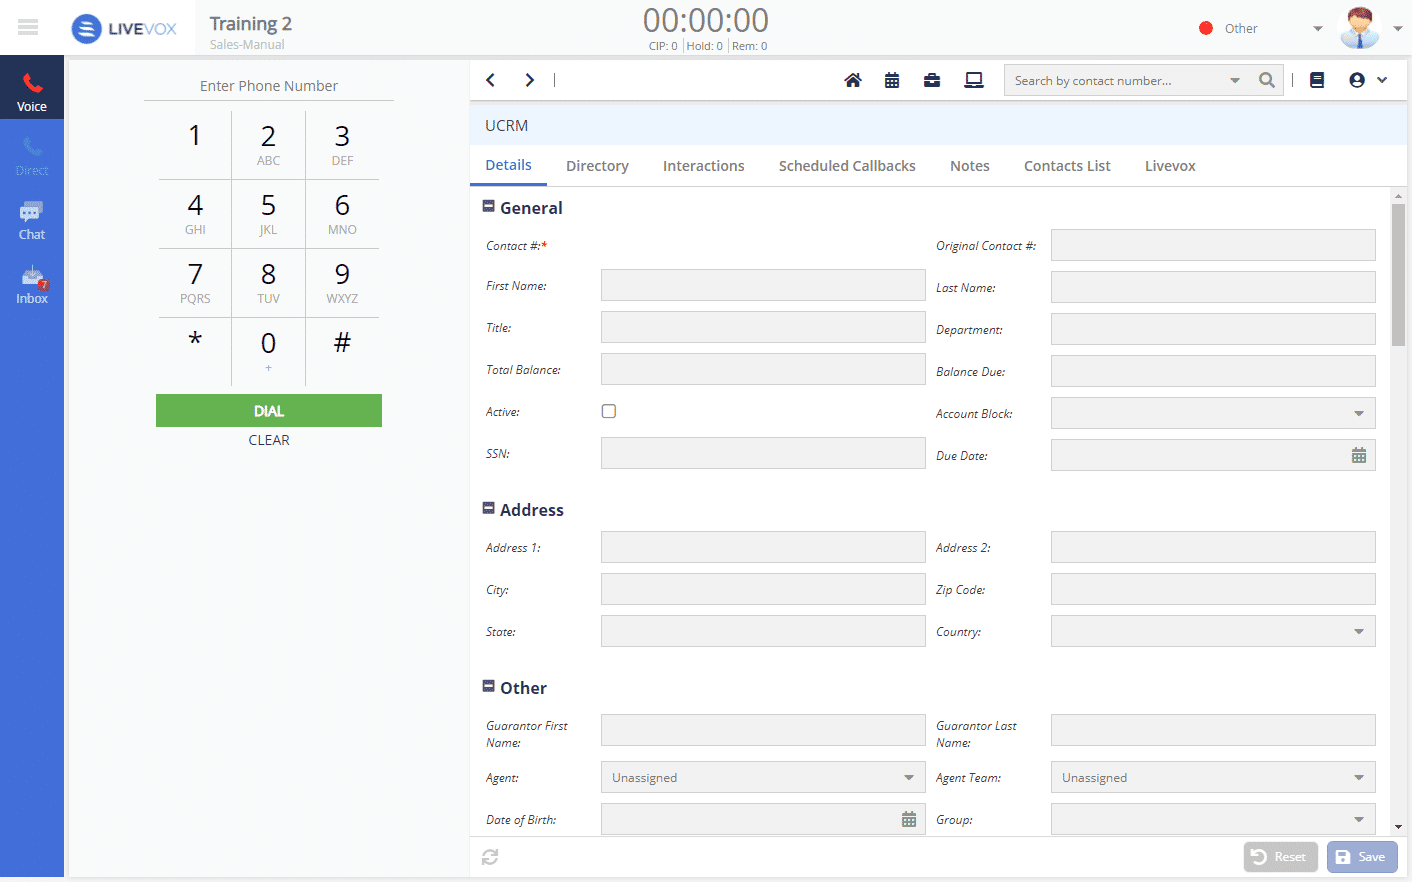 LIVEVOX
Training 2
Sales-Manual
00:00:00
CIP: 0 Hold: 0 Rem: 0
Other
Voice
Direct
Chat
7
Inbox
Enter Phone Number
1
2
ABC
3
DEF
4
GHI
5
JKL
6
MNO
7
PQRS
8
TUV
9
WXYZ
*
0
+
#
DIAL
CLEAR
Search by contact number...
UCRM
Details Directory Interactions Scheduled Callbacks Notes Contacts List Livevox
General
Contact #:*
Original Contact #:
First Name:
Last Name:
Title:
Department:
Total Balance:
Balance Due:
Active:
Account Block:
SSN:
Due Date:
Address
Address 1:
Address 2:
City:
Zip Code:
State:
Country:
Other
Guarantor First
Name:
Guarantor Last
Name:
Agent: Unassigned
Agent Team: Unassigned
Date of Birth:
Group:
Reset
Save